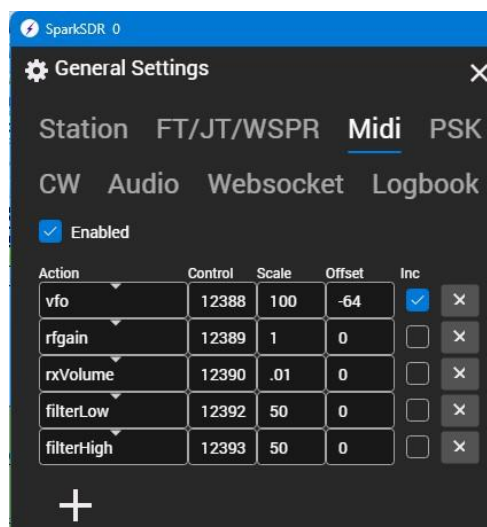 SparkSDR 0
General Settings
Station FT/JT/WSPR Midi PSK
CW Audio Websocket Logbook
Enabled
Action Control Scale Offset Inc
vfo 12388 100 -64
rfgain 12389 1 0
rxVolume 12390 .01 0
filterLow 12392 50 0
filterHigh 12393 50 0